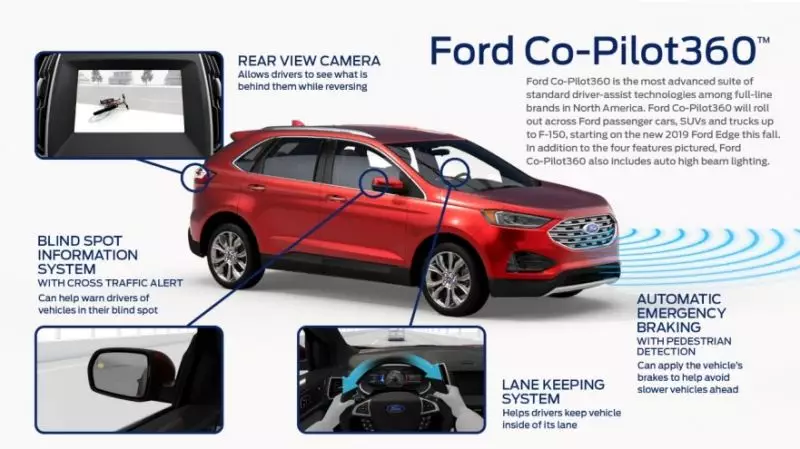 Ford Co-Pilot360™
Ford Co-Pilot360 is the most advanced suite of
standard driver-assist technologies among full-line
brands in North America. Ford Co-Pilot360 will roll
out across Ford passenger cars, SUVs and trucks up
to F-150, starting on the new 2019 Ford Edge this fall.
In addition to the four features pictured, Ford
Co-Pilot360 also includes auto high beam lighting.
REAR VIEW CAMERA
Allows drivers to see what is
behind them while reversing
BLIND SPOT
INFORMATION
SYSTEM
WITH CROSS TRAFFIC ALERT
Can help warn drivers of
vehicles in their blind spot
LANE KEEPING
SYSTEM
Helps drivers keep vehicle
inside of its lane
AUTOMATIC
EMERGENCY
BRAKING
WITH PEDESTRIAN
DETECTION
Can apply the vehicle's
brakes to help avoid
slower vehicles ahead
Ford
Ford